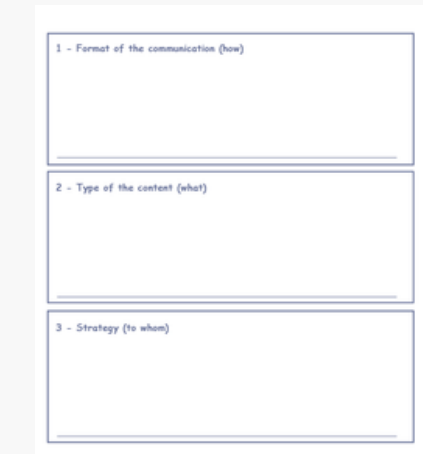 1 - Format of the communication (how)
2 - Type of the content (what)
3 - Strategy (to whom)